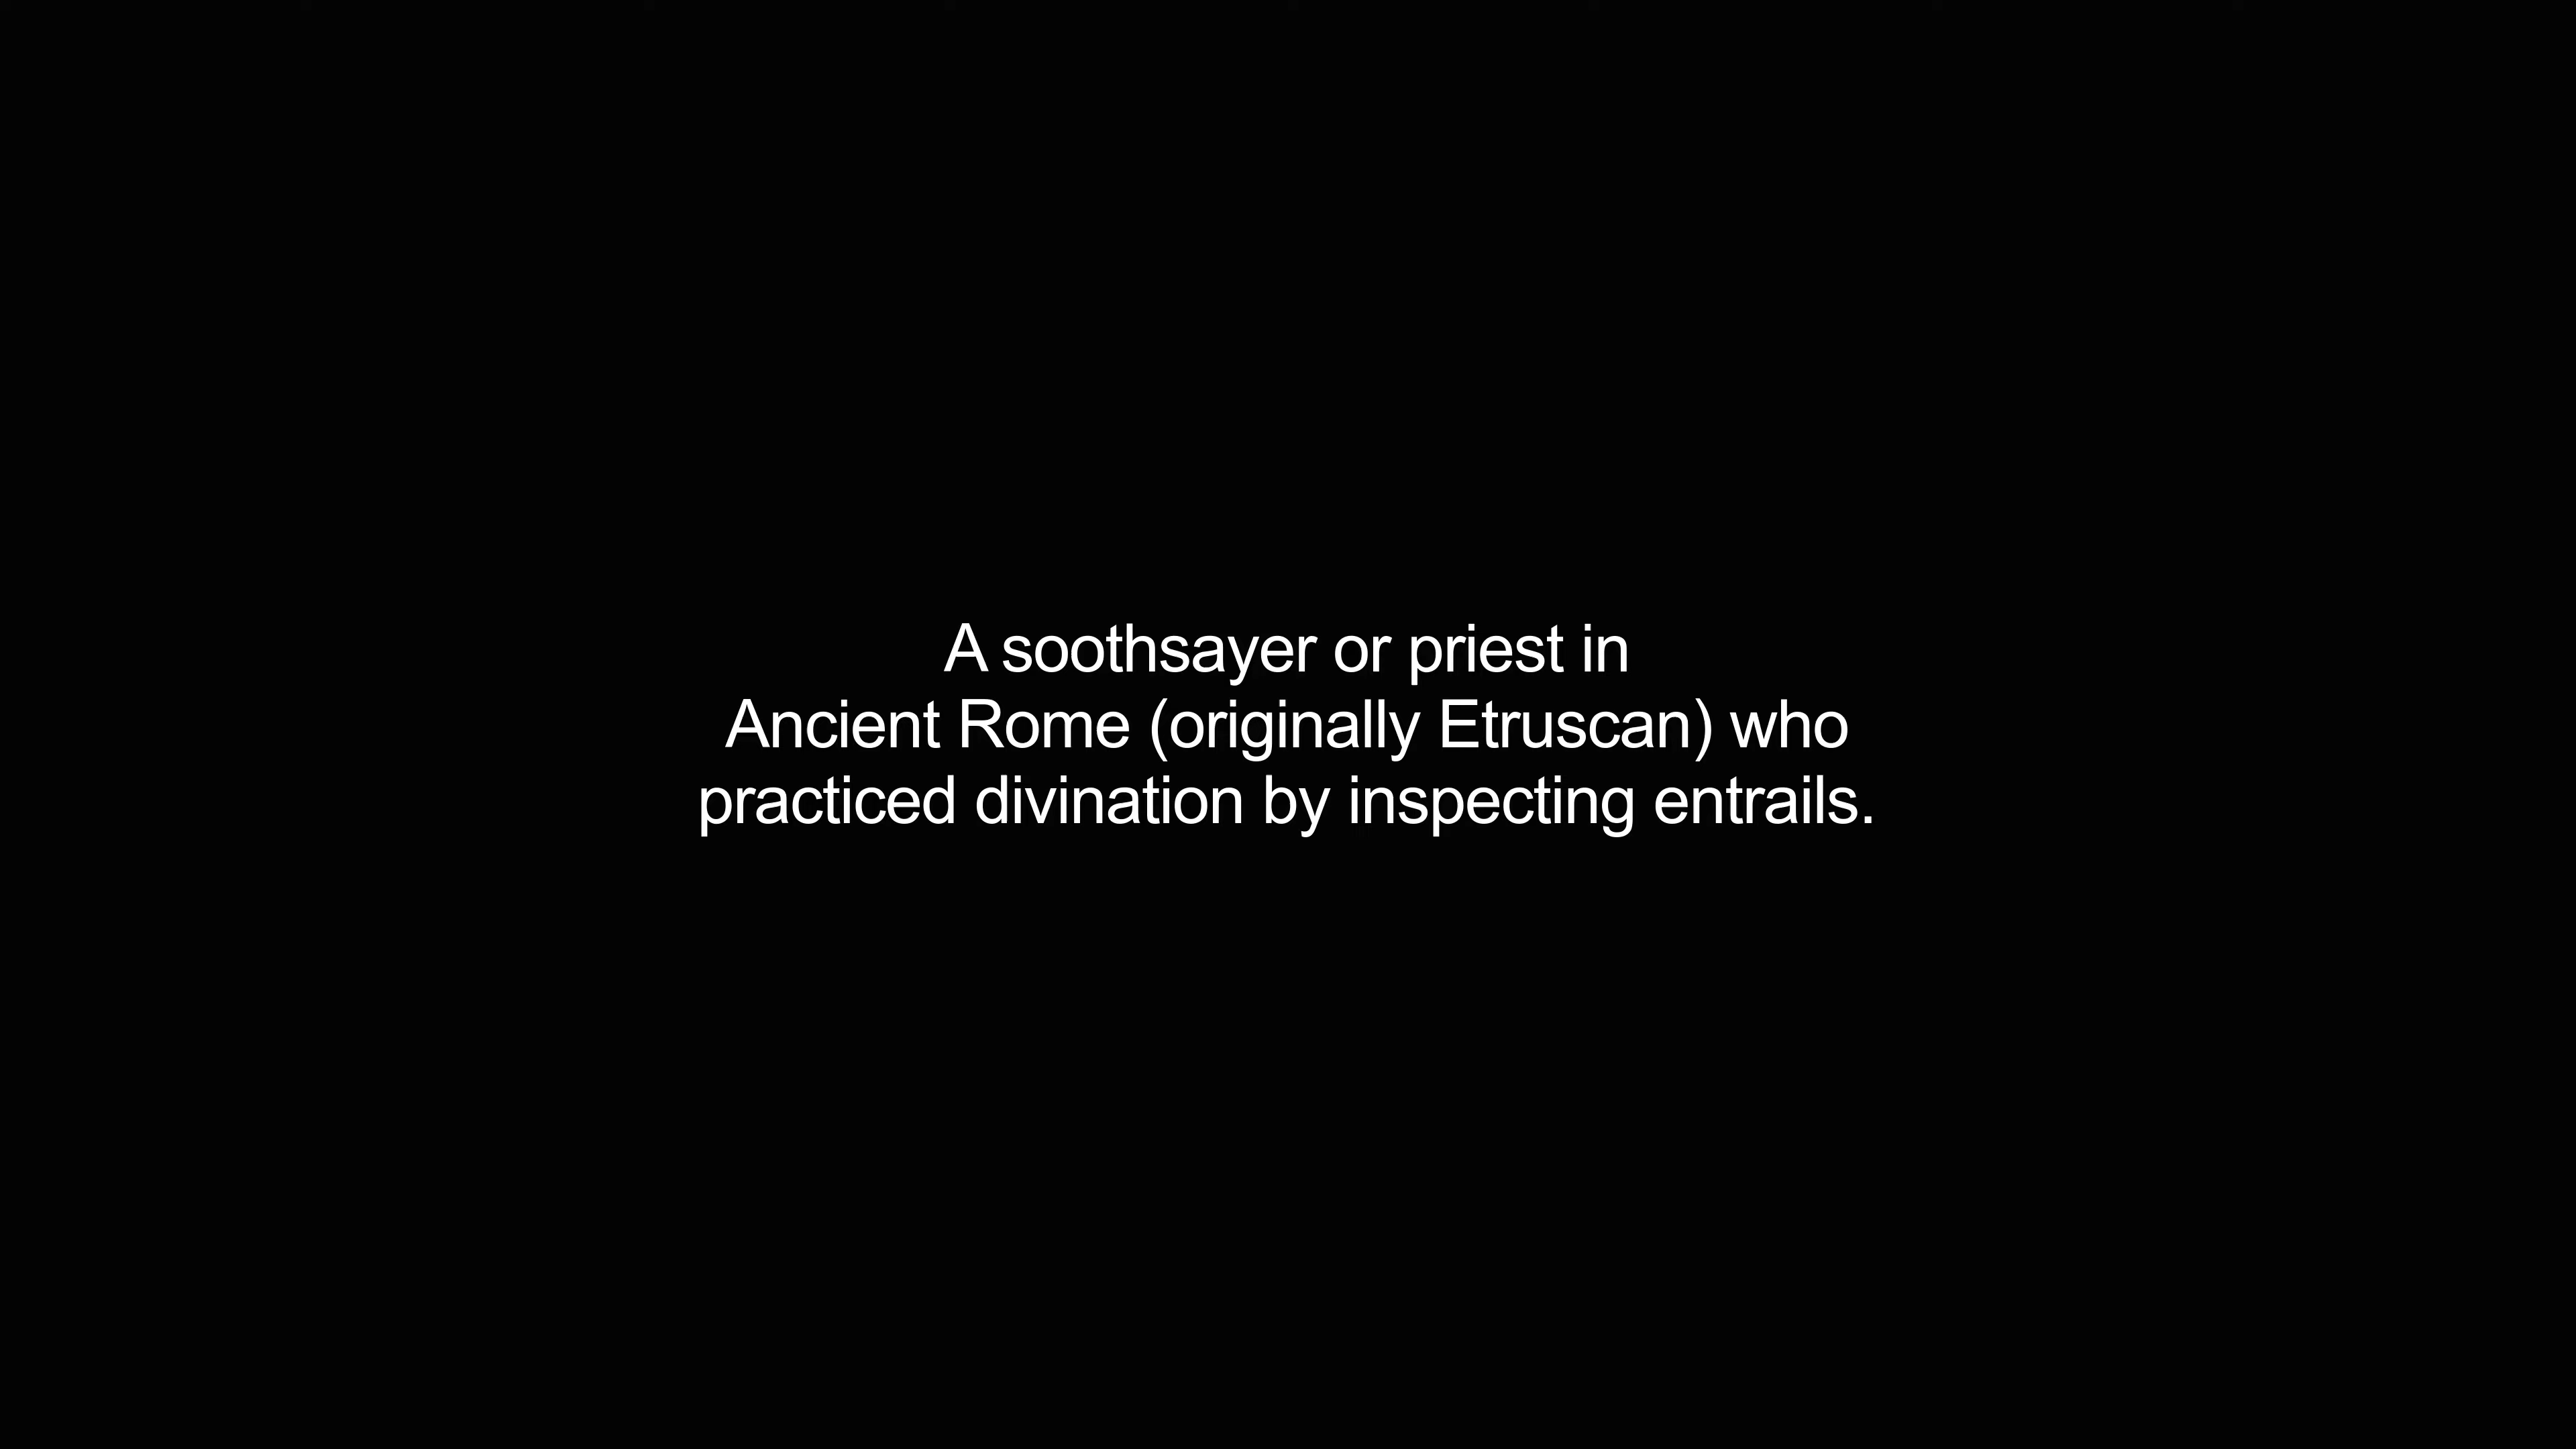 A soothsayer or priest in
Ancient Rome (originally Etruscan) who
practiced divination by inspecting entrails.